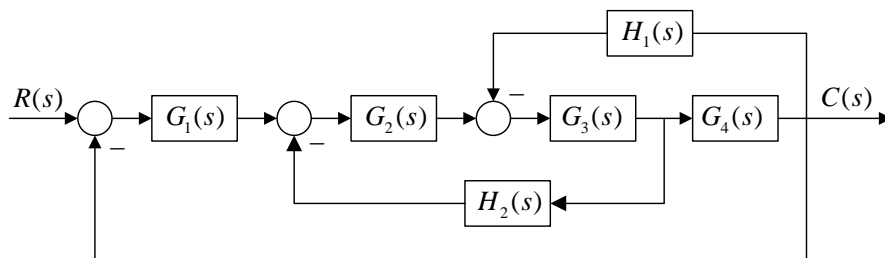 H₁(s)
R(s)
C(s)
G₁(s)
G₂(s)
G₃(s)
G₄(s)
−
−
−
H₂(s)